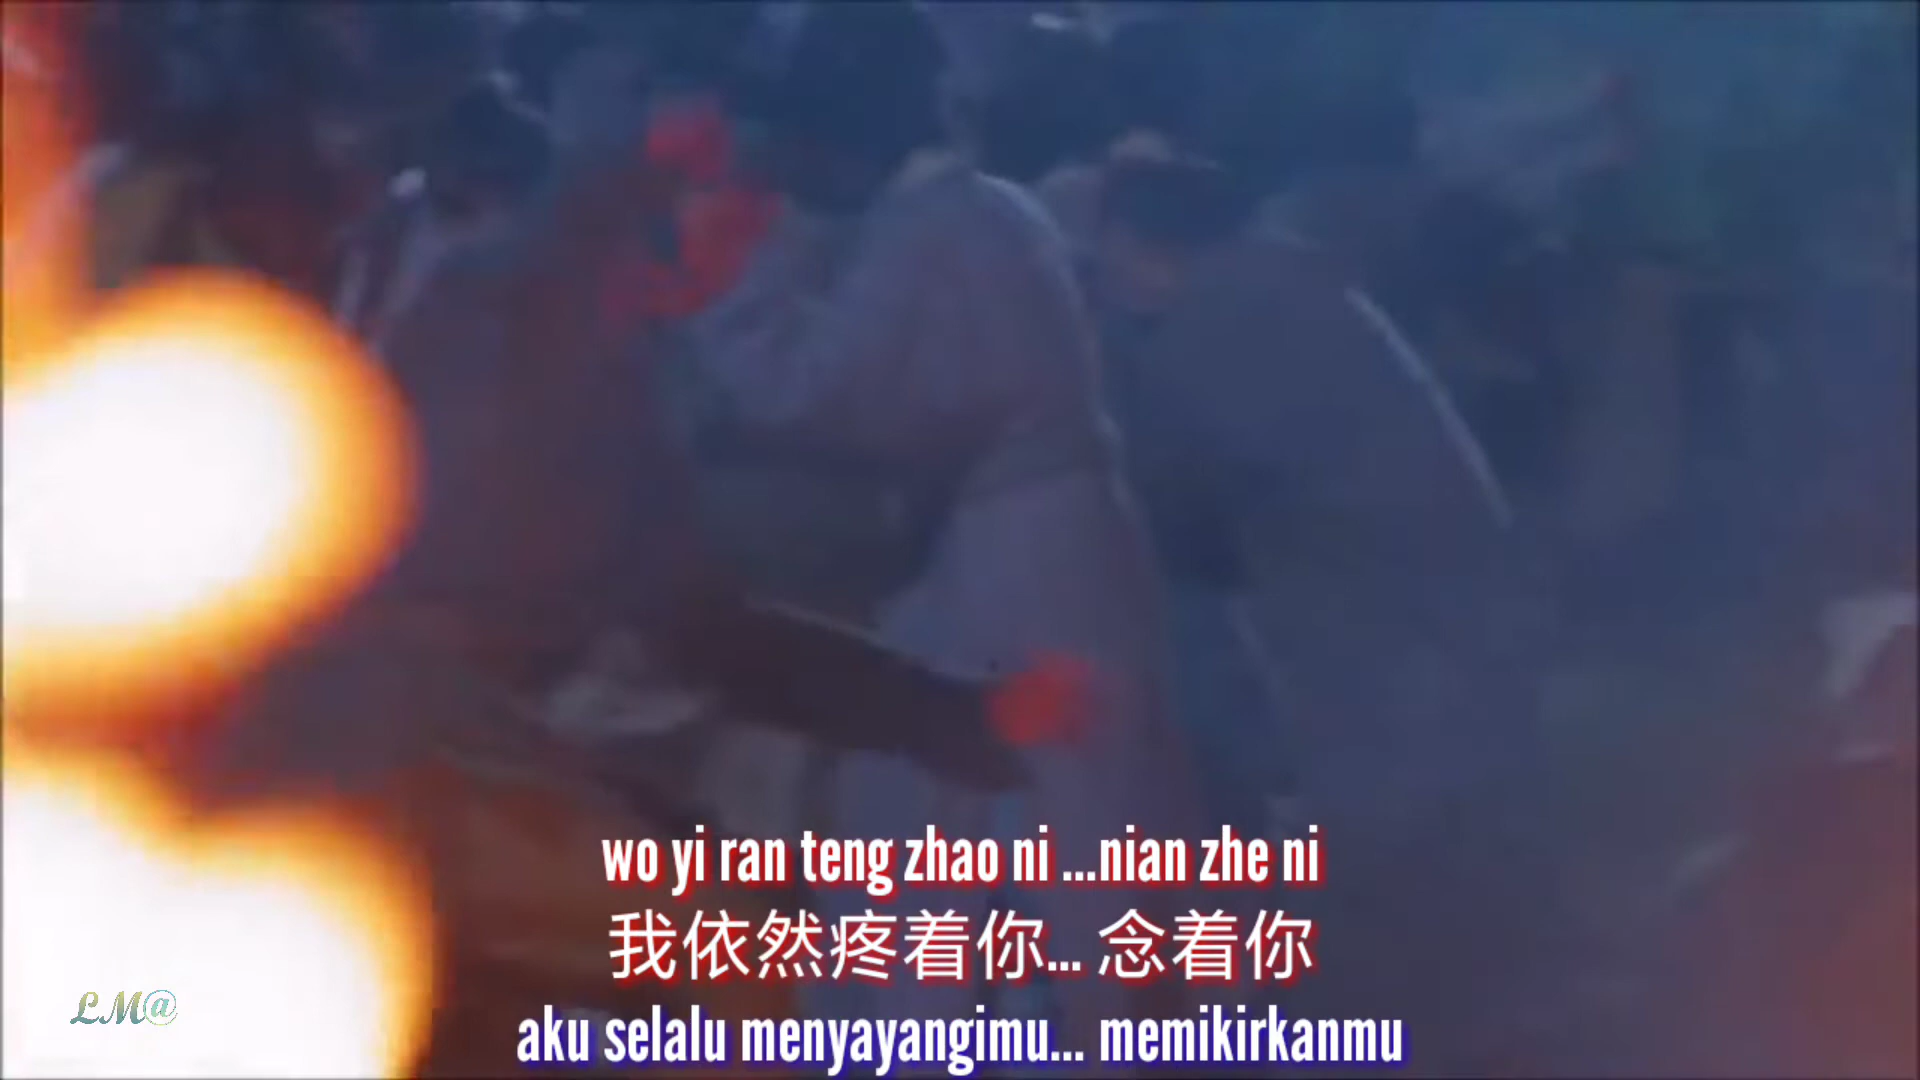 wo yi ran teng zhao ni ...nian zhe ni
我依然疼着你... 念着你
LM@
aku selalu menyayangimu... memikirkanmu